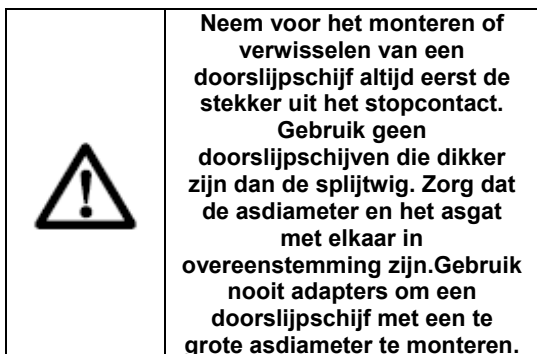 Neem voor het monteren of
verwisselen van een
doorslijpschijf altijd eerst de
stekker uit het stopcontact.
Gebruik geen
doorslijpschijven die dikker
zijn dan de splijtwig. Zorg dat
de asdiameter en het asgat
met elkaar in
overeenstemming zijn.Gebruik
nooit adapters om een
doorslijpschijf met een te
grote asdiameter te monteren.